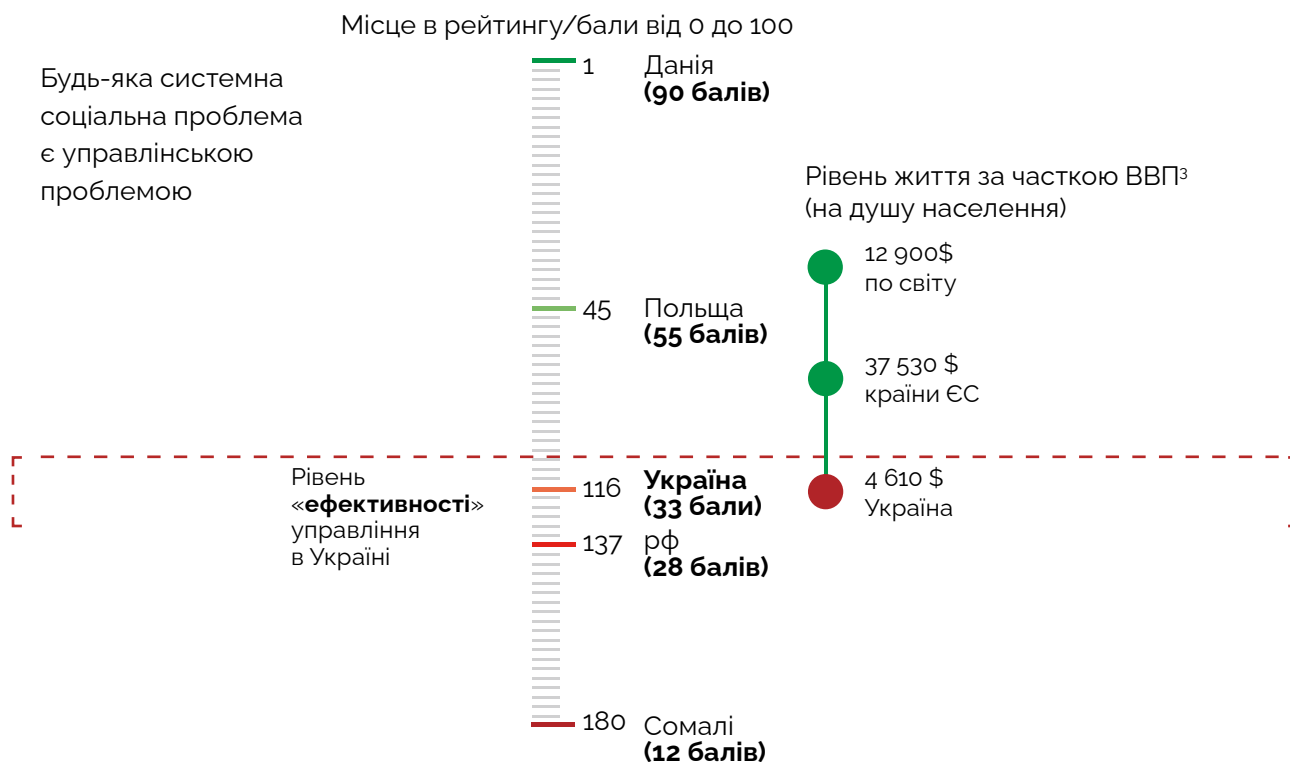 Місце в рейтингу/бали від 0 до 100
Будь-яка системна
соціальна проблема
є управлінською
проблемою
1 Данія
(90 балів)
Рівень життя за часткою ВВП³
(на душу населення)
12 900$
по світу
45 Польща
(55 балів)
37 530 $
країни ЄС
Рівень
«ефективності»
управління
в Україні
116 Україна
(33 бали)
4 610 $
Україна
137 рф
(28 балів)
180 Сомалі
(12 балів)